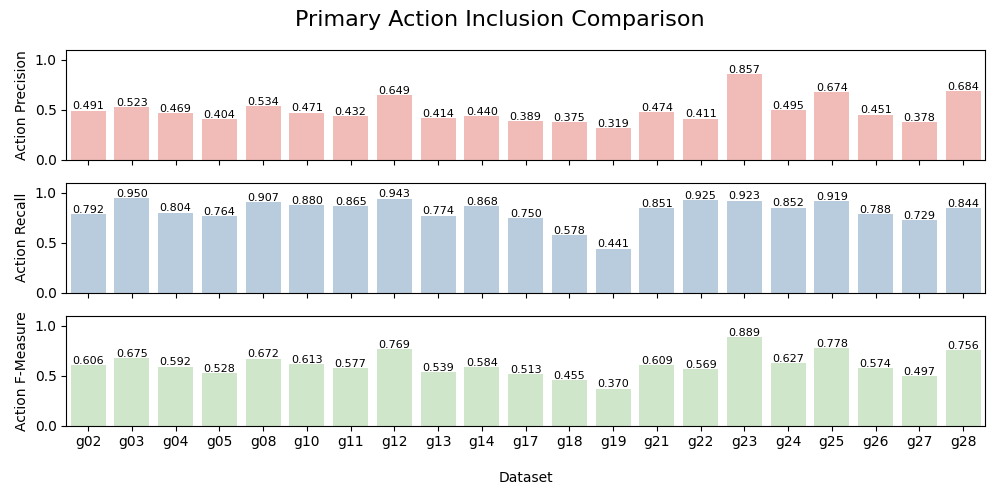 Primary Action Inclusion Comparison
Action Precision
1.0
0.5
0.0
0.491 0.523 0.469 0.404 0.534 0.471 0.432 0.649 0.414 0.440 0.389 0.375 0.319 0.474 0.411 0.857 0.495 0.674 0.451 0.378 0.684
Action Recall
1.0
0.5
0.0
0.792 0.950 0.804 0.764 0.907 0.880 0.865 0.943 0.774 0.868 0.750 0.578 0.441 0.851 0.925 0.923 0.852 0.919 0.788 0.729 0.844
Action F-Measure
1.0
0.5
0.0
0.606 0.675 0.592 0.528 0.672 0.613 0.577 0.769 0.539 0.584 0.513 0.455 0.370 0.609 0.569 0.889 0.627 0.778 0.574 0.497 0.756
g02 g03 g04 g05 g08 g10 g11 g12 g13 g14 g17 g18 g19 g21 g22 g23 g24 g25 g26 g27 g28
Dataset